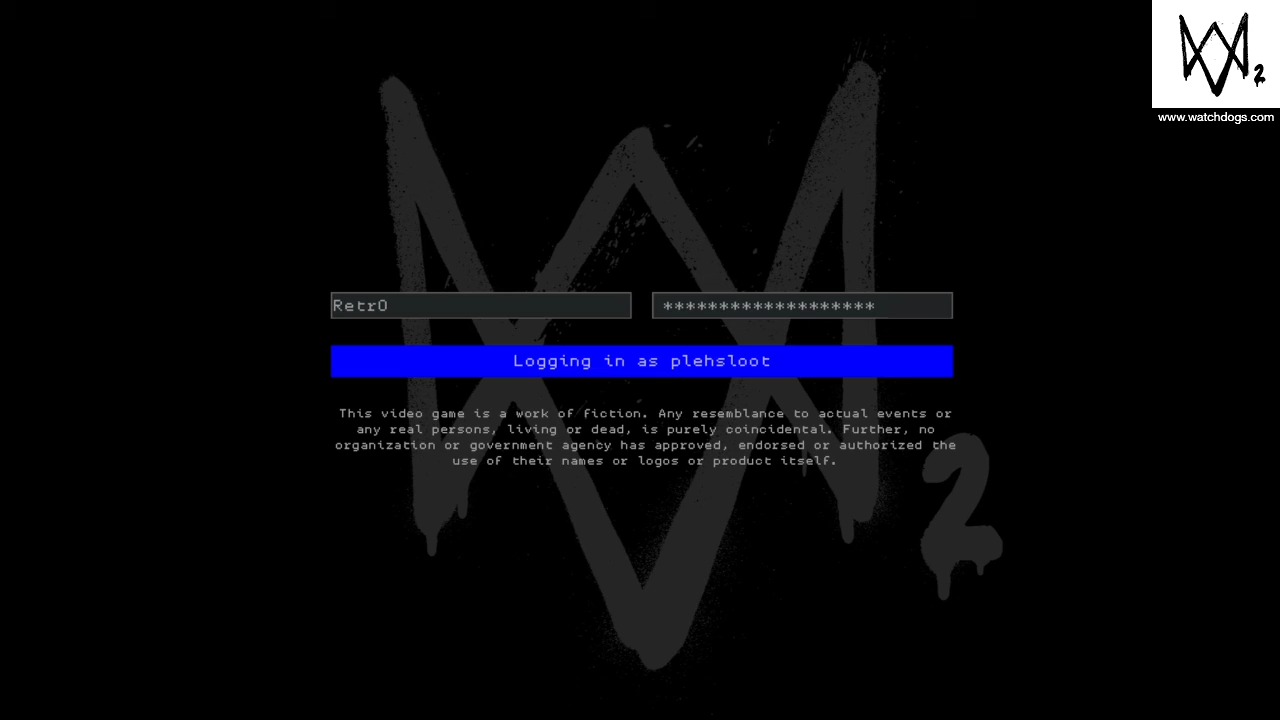 2
www.watchdogs.com
Retr0
*******************
Logging in as plehsloot
This video game is a work of fiction. Any resemblance to actual events or
any real persons, living or dead, is purely coincidental. Further, no
organization or government agency has approved, endorsed or authorized the
use of their names or logos or product itself.
2